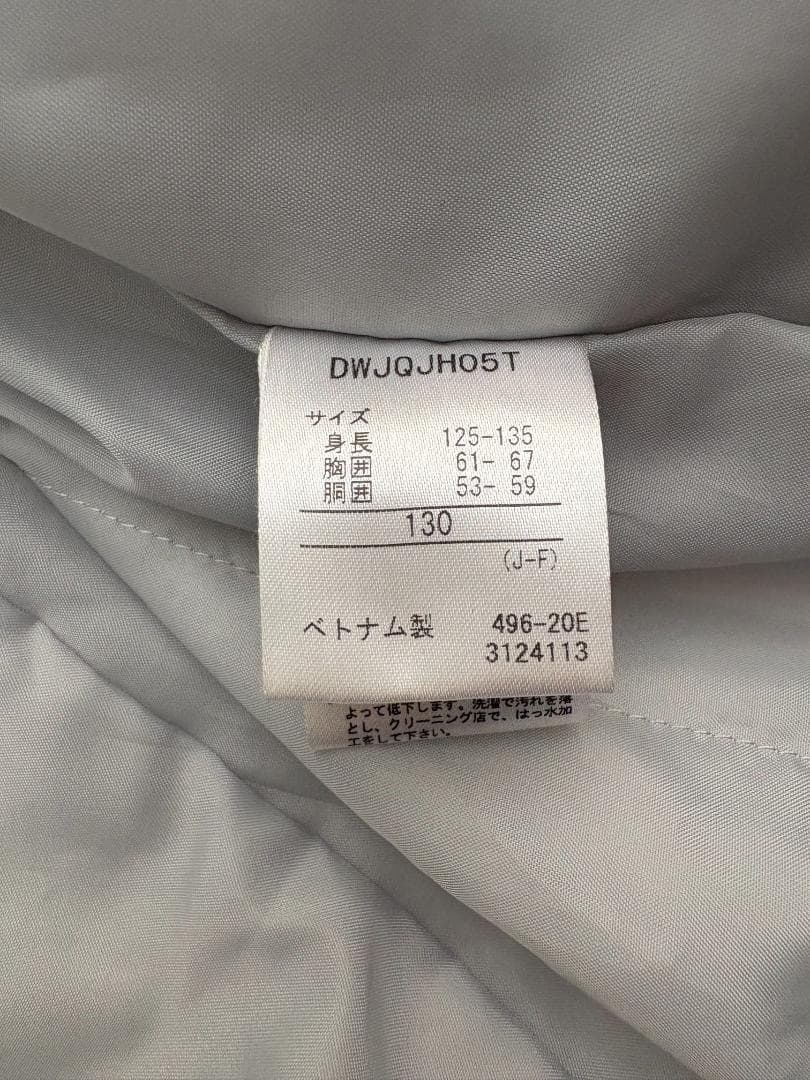 DWJQJH05T
サイズ
身長 125-135
胸囲 61- 67
胴囲 53- 59
130
(J-F)
ベトナム製 496-20E
3124113
よって低下します。洗濯で汚れを落
とし、クリーニング店で、はっ水加
工をして下さい。